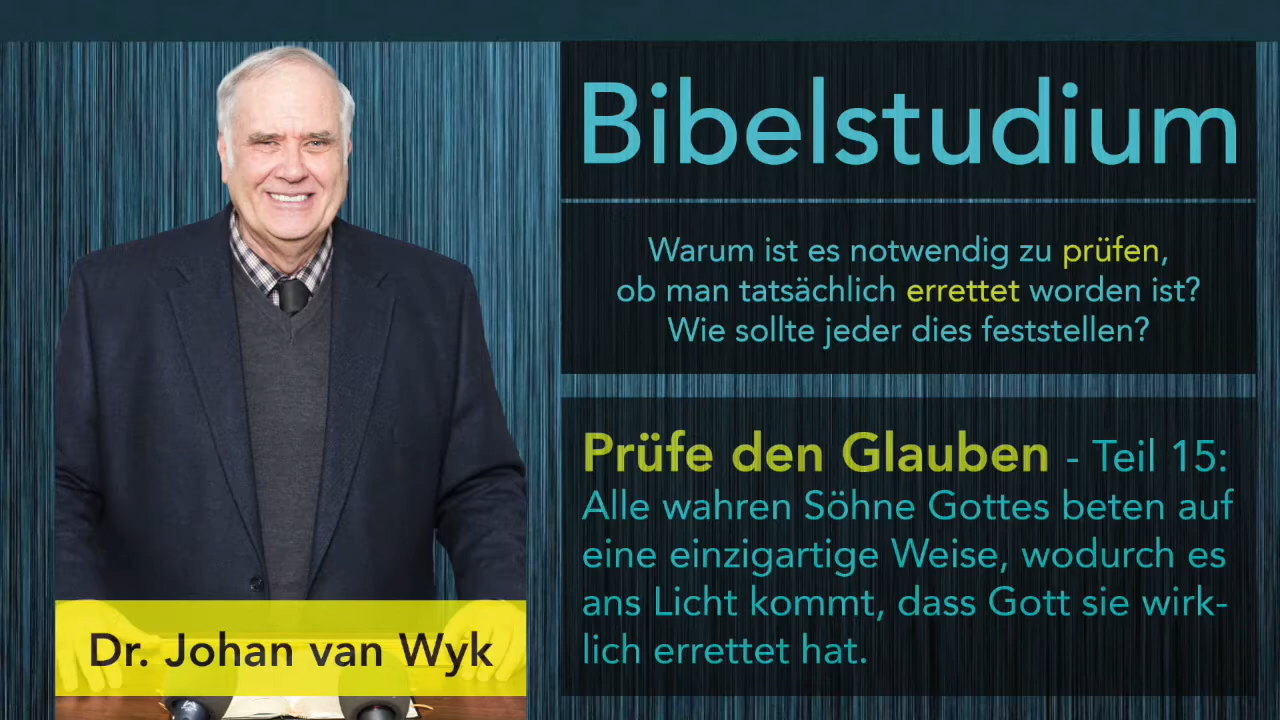 Bibelstudium
Warum ist es notwendig zu prüfen,
ob man tatsächlich errettet worden ist?
Wie sollte jeder dies feststellen?
Prüfe den Glauben - Teil 15:
Alle wahren Söhne Gottes beten auf
eine einzigartige Weise, wodurch es
ans Licht kommt, dass Gott sie wirk-
lich errettet hat.
Dr. Johan van Wyk